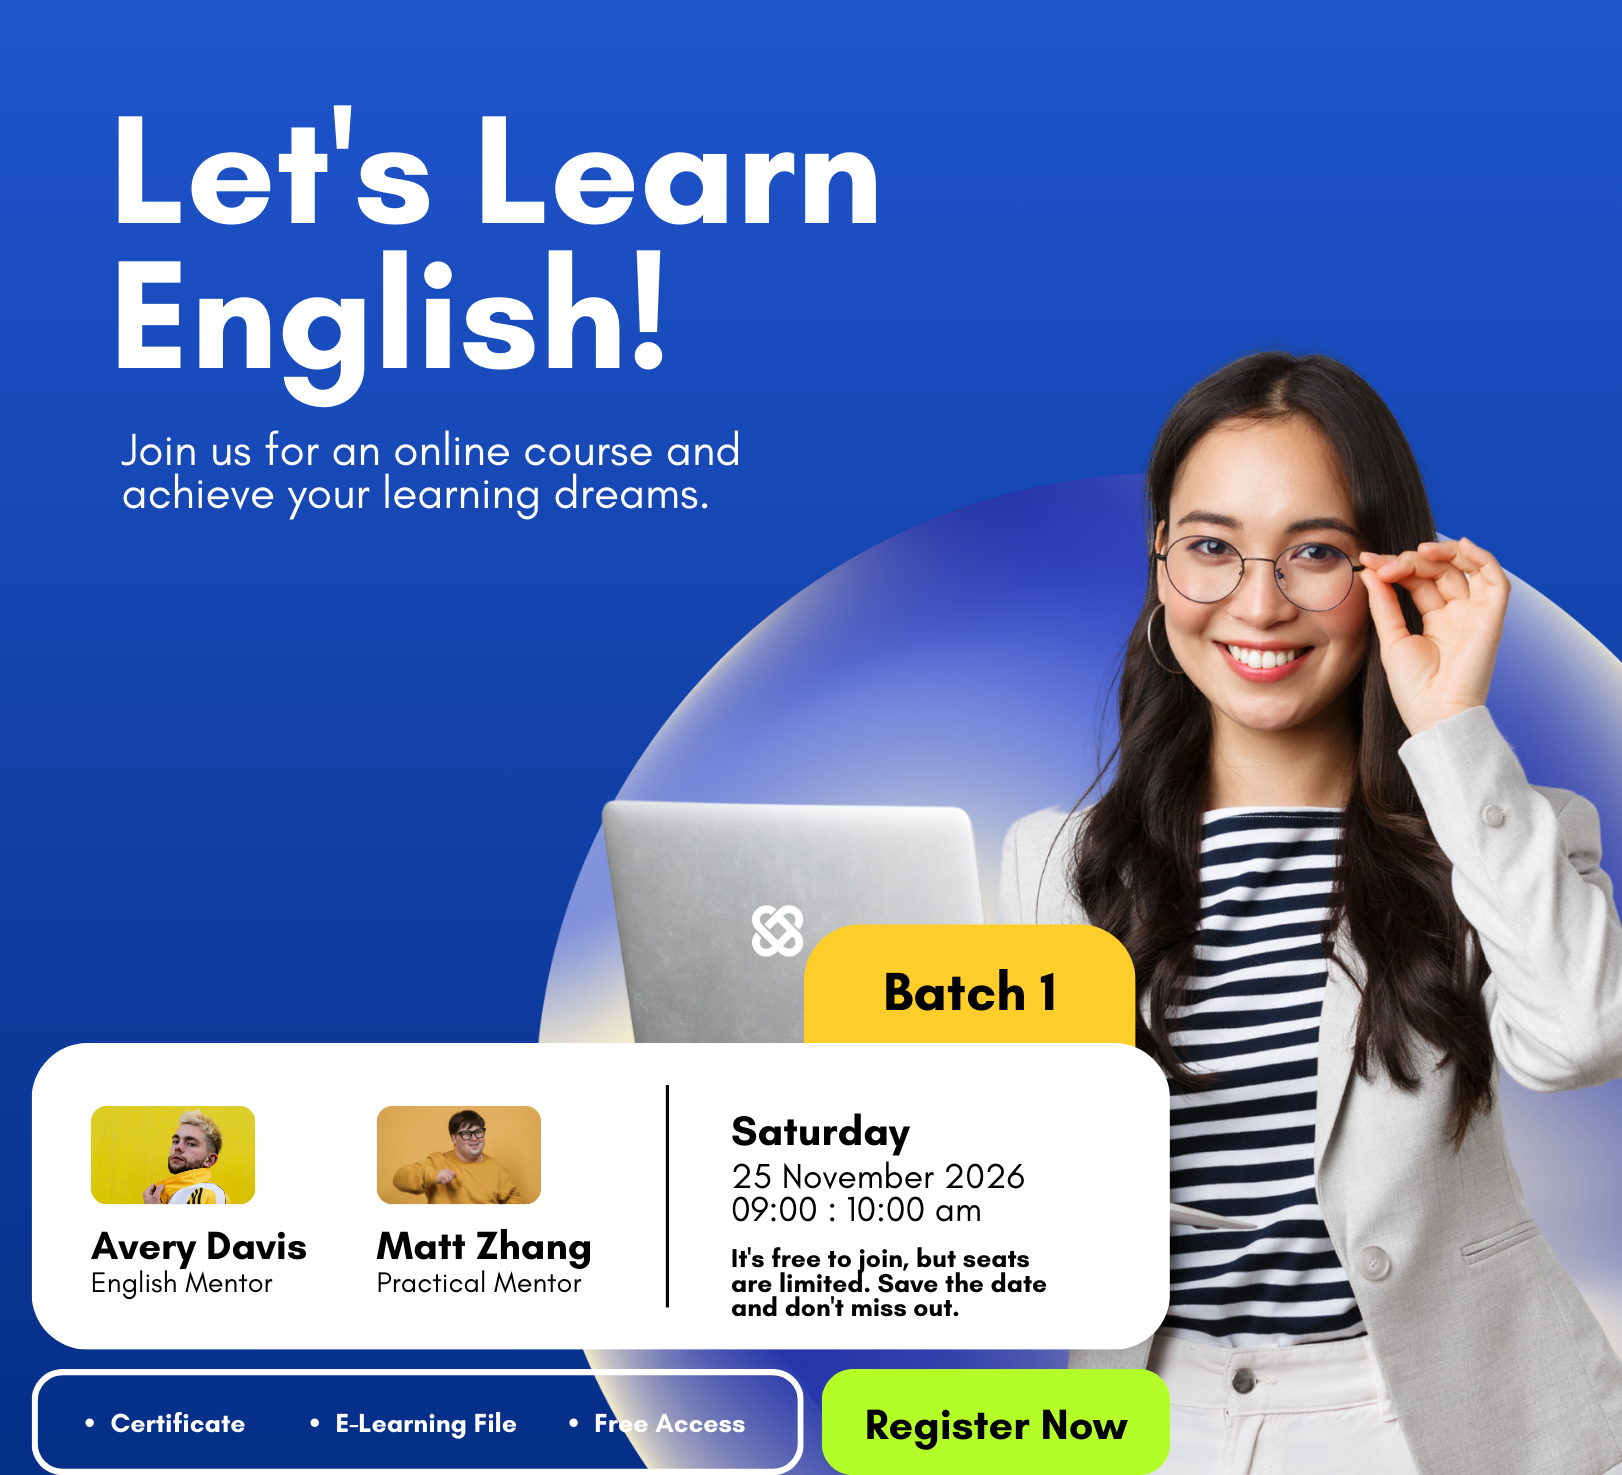 Let's Learn
English!
Join us for an online course and
achieve your learning dreams.
Batch 1
Avery Davis
English Mentor
Matt Zhang
Practical Mentor
Saturday
25 November 2026
09:00 : 10:00 am
It's free to join, but seats
are limited. Save the date
and don't miss out.
• Certificate • E-Learning File • Free Access
Register Now